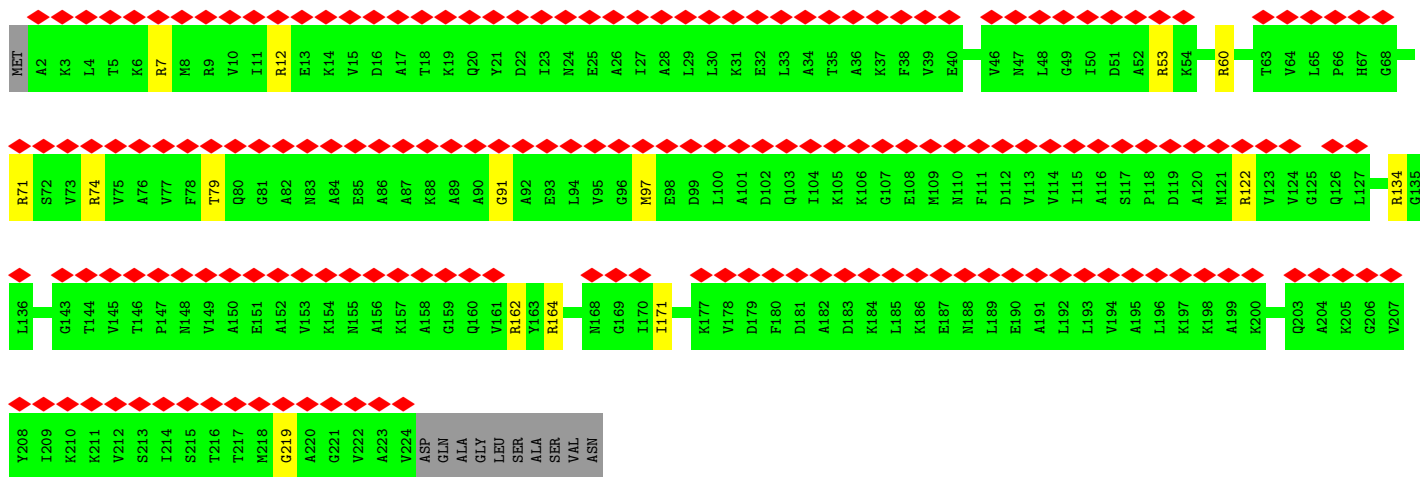 MET A2 K3 L4 T5 K6 R7 M8 R9 V10 I11 R12 E13 K14 V15 D16 A17 T18 K19 Q20 Y21 D22 I23 N24 E25 A26 I27 A28 L29 L30 K31 E32 L33 A34 T35 A36 K37 F38 V39 E40 V46 N47 L48 G49 I50 D51 A52 R53 K54 R60 T63 V64 L65 P66 H67 G68
R71 S72 V73 R74 V75 A76 V77 F78 T79 Q80 G81 A82 N83 A84 E85 A86 A87 K88 A89 A90 G91 A92 E93 L94 V95 G96 M97 E98 D99 L100 A101 D102 Q103 I104 K105 K106 G107 E108 M109 N110 F111 D112 V113 V114 I115 A116 S117 P118 D119 A120 M121 R122 V123 V124 G125 Q126 L127 R134 G135
L136 G143 T144 V145 T146 P147 N148 V149 A150 E151 A152 V153 K154 N155 A156 K157 A158 G159 Q160 V161 R162 Y163 R164 N168 G169 I170 I171 K177 V178 D179 F180 D181 A182 D183 K184 L185 K186 E187 N188 L189 E190 A191 L192 L193 V194 A195 L196 K197 K198 A199 K200 Q203 A204 K205 G206 V207
Y208 I209 K210 K211 V212 S213 I214 S215 T216 T217 M218 G219 A220 G221 V222 A223 V224 ASP GLN ALA GLY LEU SER ALA SER VAL ASN